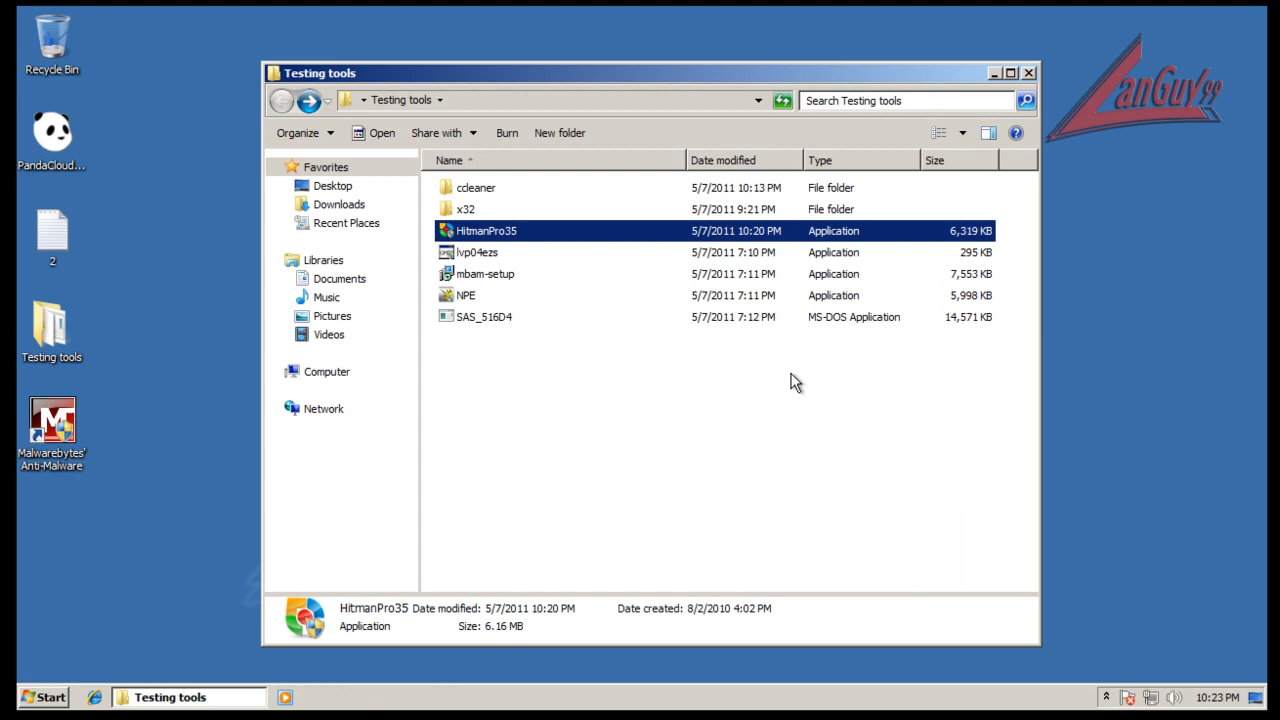 Recycle Bin
PandaCloud...
2
Testing tools
Malwarebytes'
Anti-Malware
Testing tools
Testing tools
Search Testing tools
Organize Open Share with Burn New folder
Favorites
Desktop
Downloads
Recent Places
Libraries
Documents
Music
Pictures
Videos
Computer
Network
Name Date modified Type Size
ccleaner 5/7/2011 10:13 PM File folder
x32 5/7/2011 9:21 PM File folder
HitmanPro35 5/7/2011 10:20 PM Application 6,319 KB
lvp04ezs 5/7/2011 7:10 PM Application 295 KB
mbam-setup 5/7/2011 7:11 PM Application 7,553 KB
NPE 5/7/2011 7:11 PM Application 5,998 KB
SAS_516D4 5/7/2011 7:12 PM MS-DOS Application 14,571 KB
HitmanPro35 Date modified: 5/7/2011 10:20 PM Date created: 8/2/2010 4:02 PM
Application Size: 6.16 MB
LanGuy99
Start Testing tools 10:23 PM